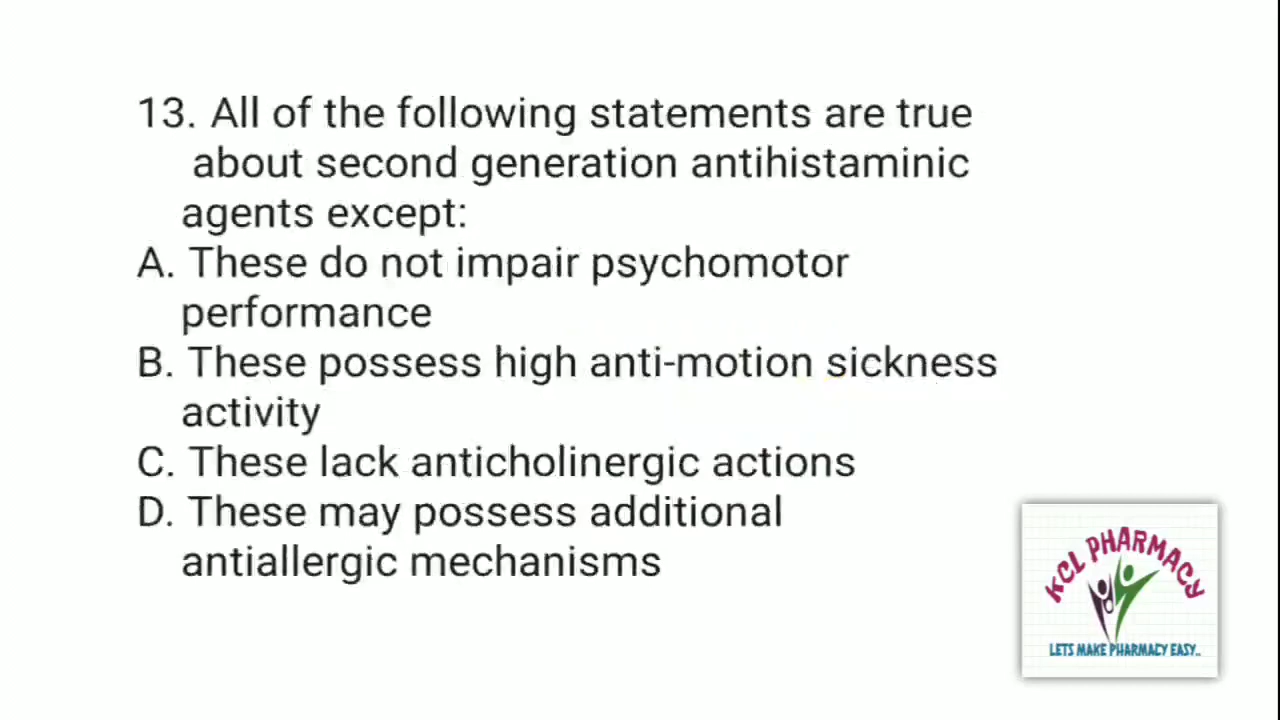 13. All of the following statements are true
about second generation antihistaminic
agents except:
A. These do not impair psychomotor
performance
B. These possess high anti-motion sickness
activity
C. These lack anticholinergic actions
D. These may possess additional
antiallergic mechanisms
KCL PHARMACY
LETS MAKE PHARMACY EASY..